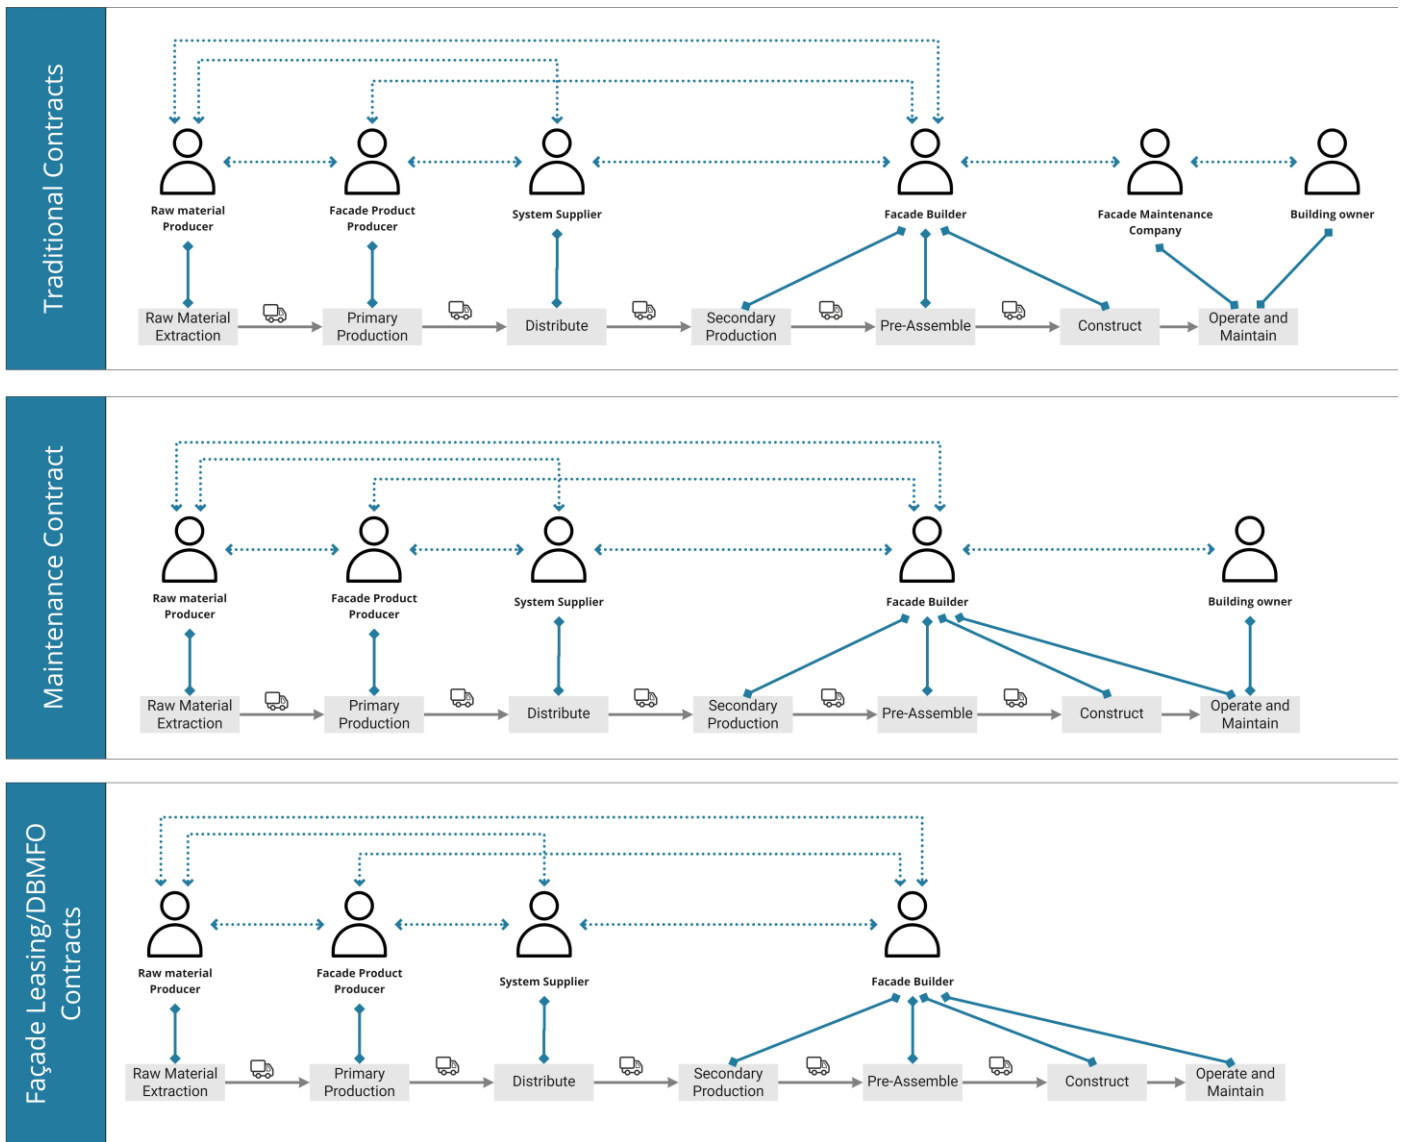 Traditional Contracts
Raw material
Producer
Facade Product
Producer
System Supplier
Facade Builder
Facade Maintenance
Company
Building owner
Raw Material
Extraction
Primary
Production
Distribute
Secondary
Production
Pre-Assemble
Construct
Operate and
Maintain
Maintenance Contract
Raw material
Producer
Facade Product
Producer
System Supplier
Facade Builder
Building owner
Raw Material
Extraction
Primary
Production
Distribute
Secondary
Production
Pre-Assemble
Construct
Operate and
Maintain
Façade Leasing/DBMFO
Contracts
Raw material
Producer
Facade Product
Producer
System Supplier
Facade Builder
Raw Material
Extraction
Primary
Production
Distribute
Secondary
Production
Pre-Assemble
Construct
Operate and
Maintain